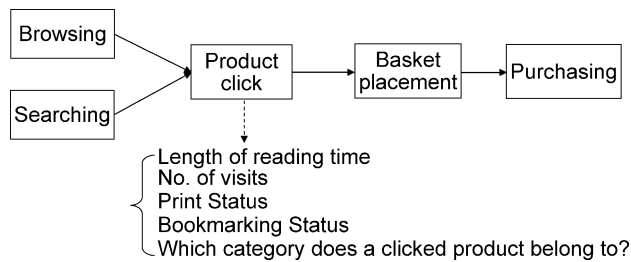 Browsing
Searching
Product
click
Basket
placement
Purchasing
Length of reading time
No. of visits
Print Status
Bookmarking Status
Which category does a clicked product belong to?